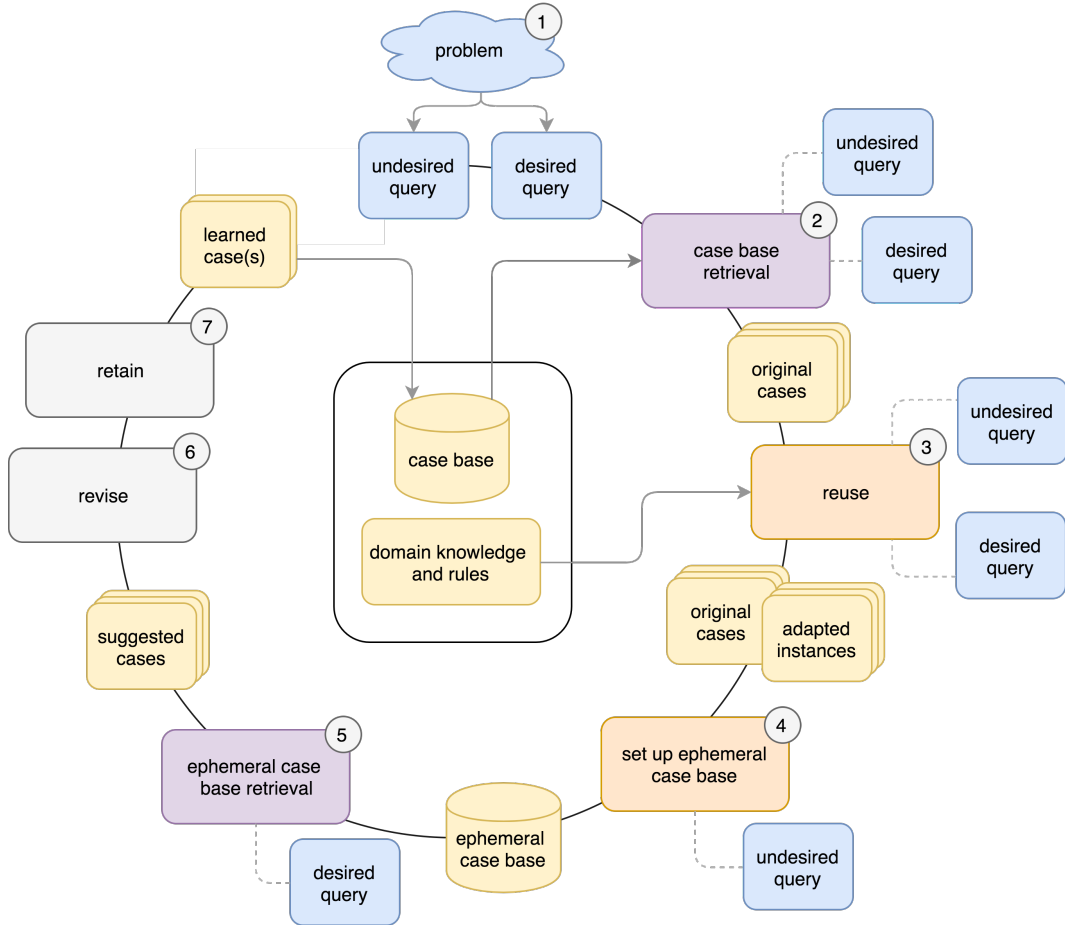 1
problem
undesired
query
desired
query
undesired
query
2
case base
retrieval
desired
query
learned
case(s)
7
retain
original
cases
undesired
query
6
revise
case base
3
reuse
domain knowledge
and rules
desired
query
original
cases
adapted
instances
suggested
cases
5
ephemeral case
base retrieval
4
set up ephemeral
case base
ephemeral
case base
desired
query
undesired
query